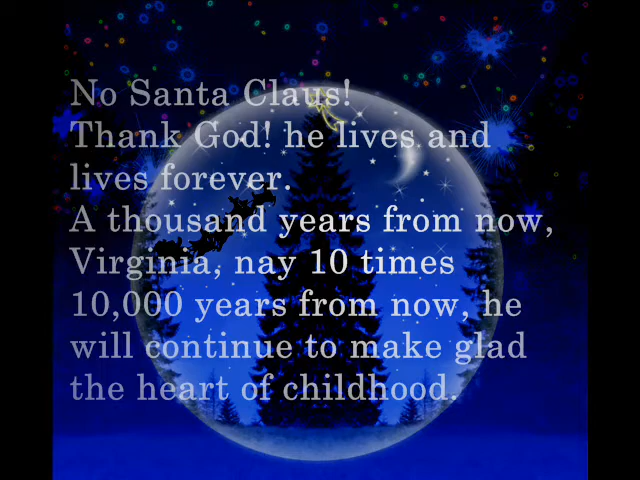 No Santa Claus!
Thank God! he lives and
lives forever.
A thousand years from now,
Virginia, nay 10 times
10,000 years from now, he
will continue to make glad
the heart of childhood.